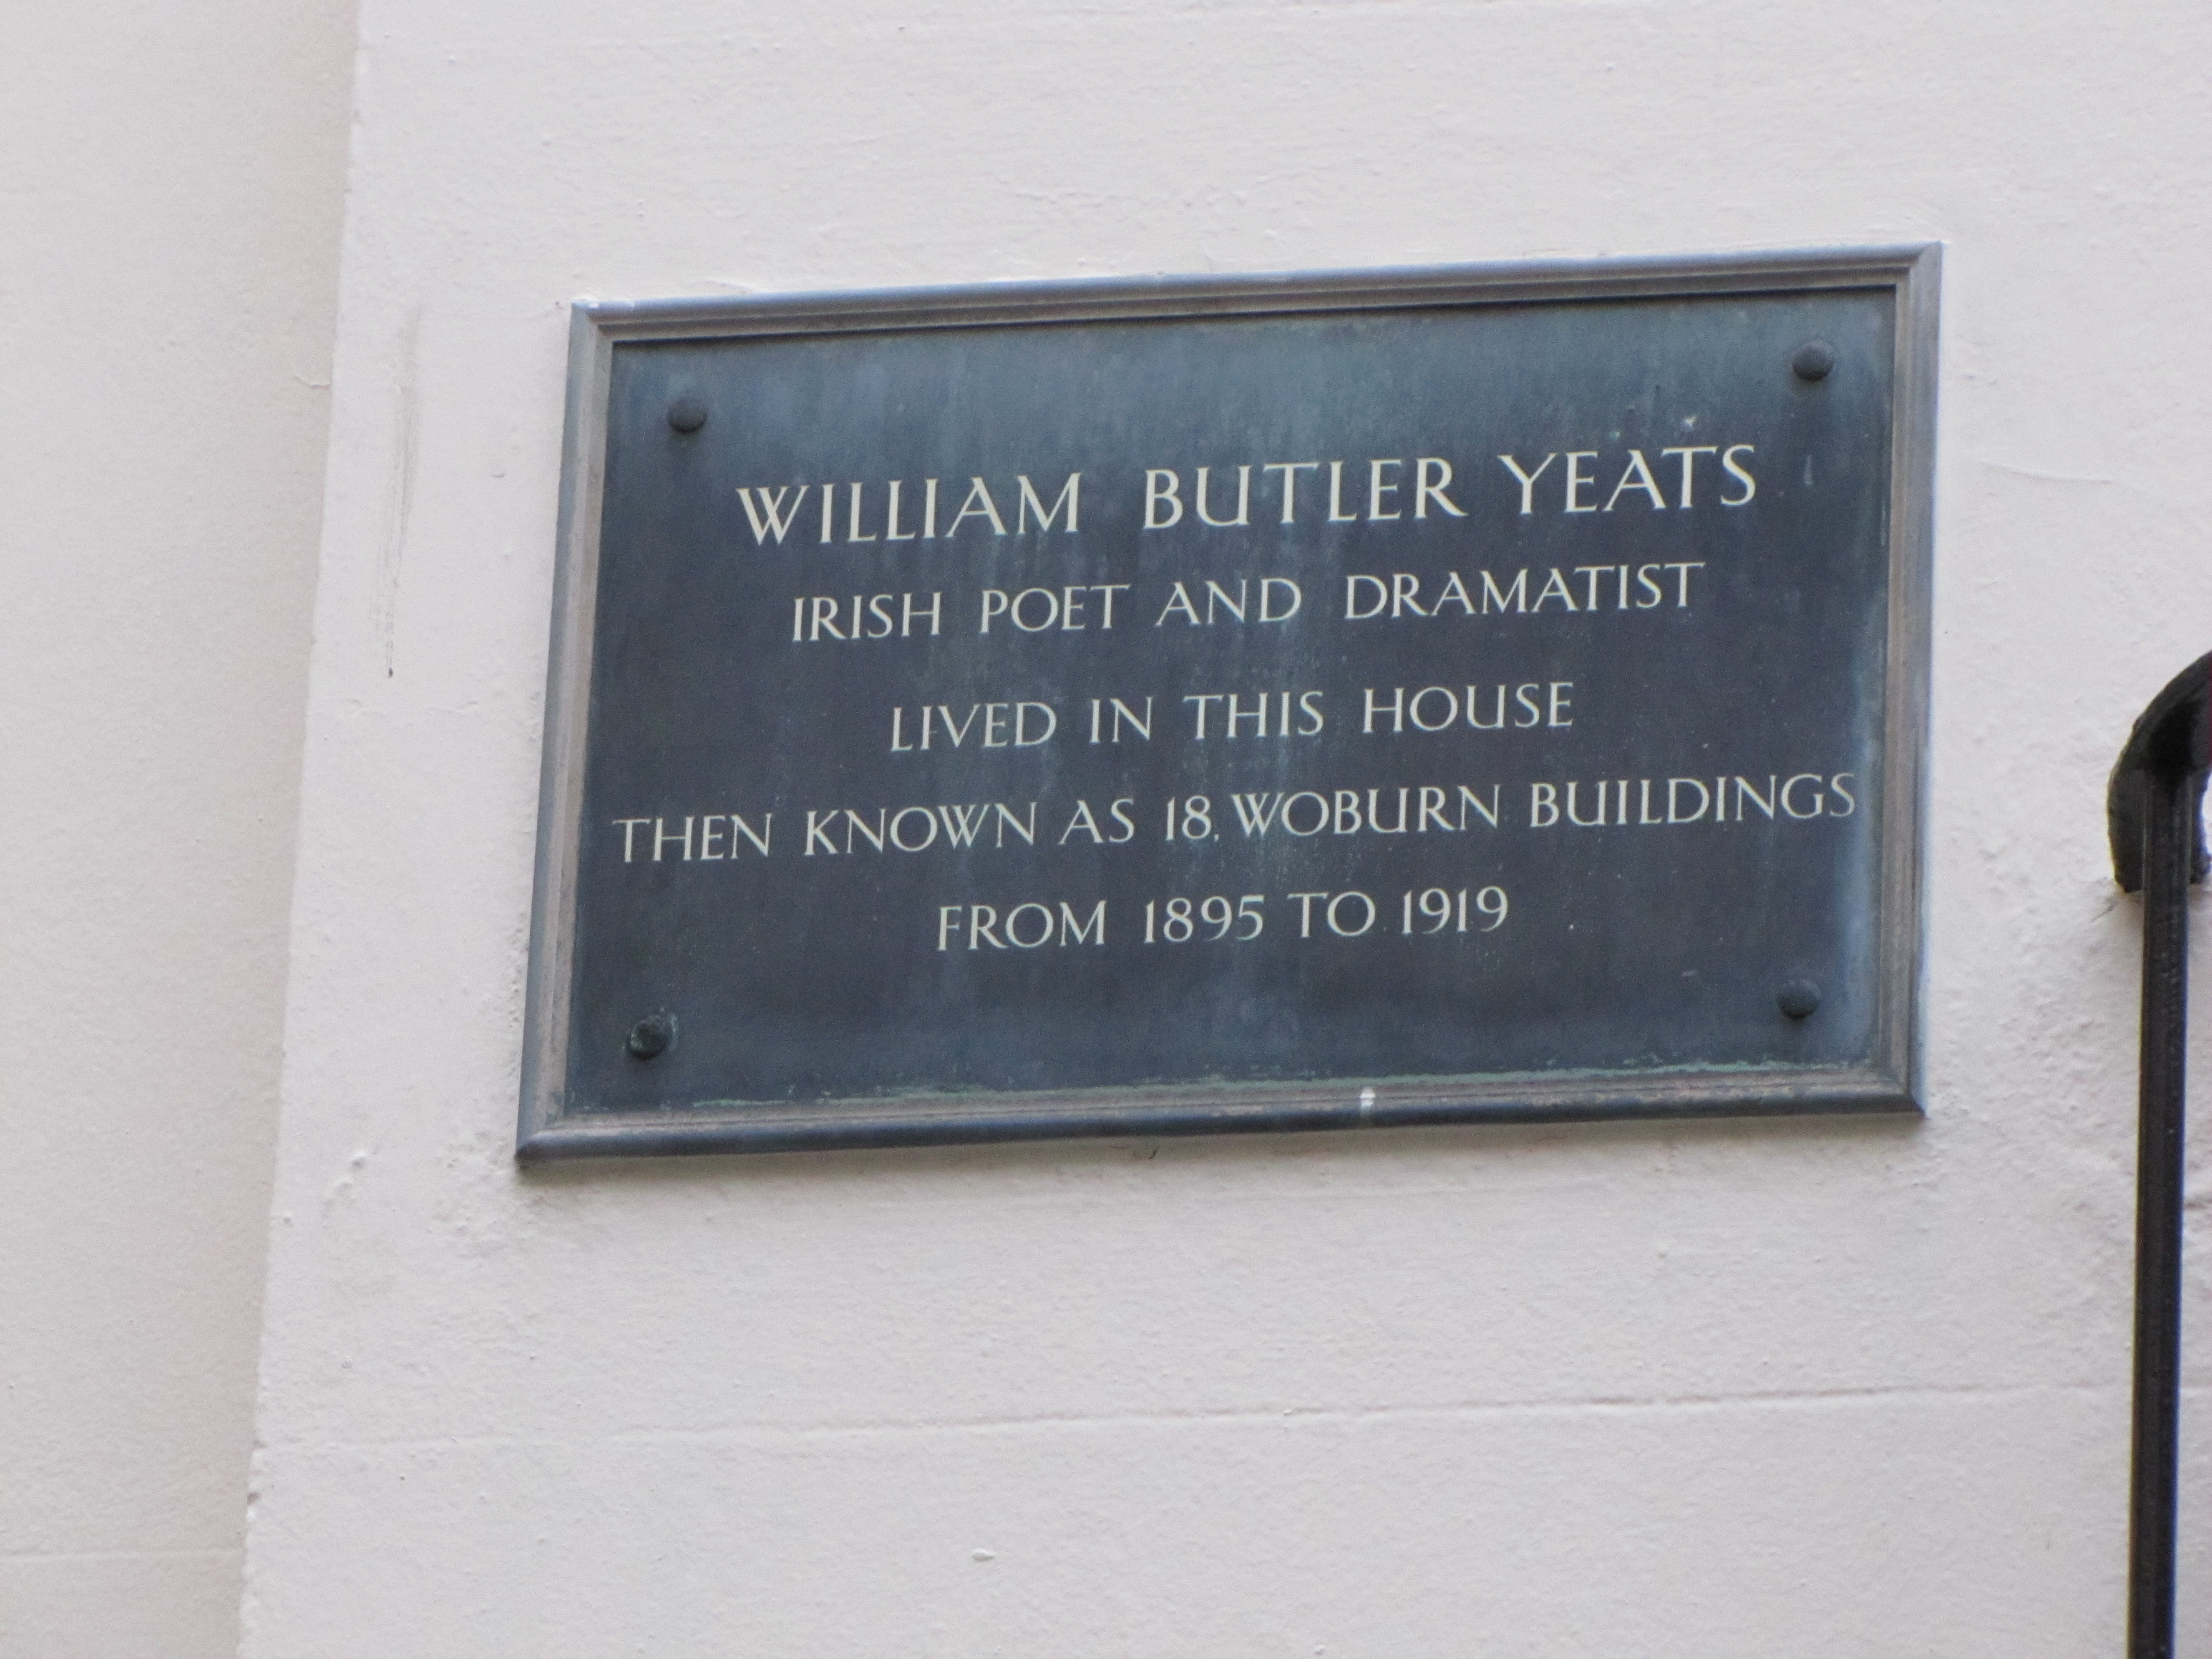 WILLIAM BUTLER YEATS
IRISH POET AND DRAMATIST
LIVED IN THIS HOUSE
THEN KNOWN AS 18, WOBURN BUILDINGS
FROM 1895 TO 1919